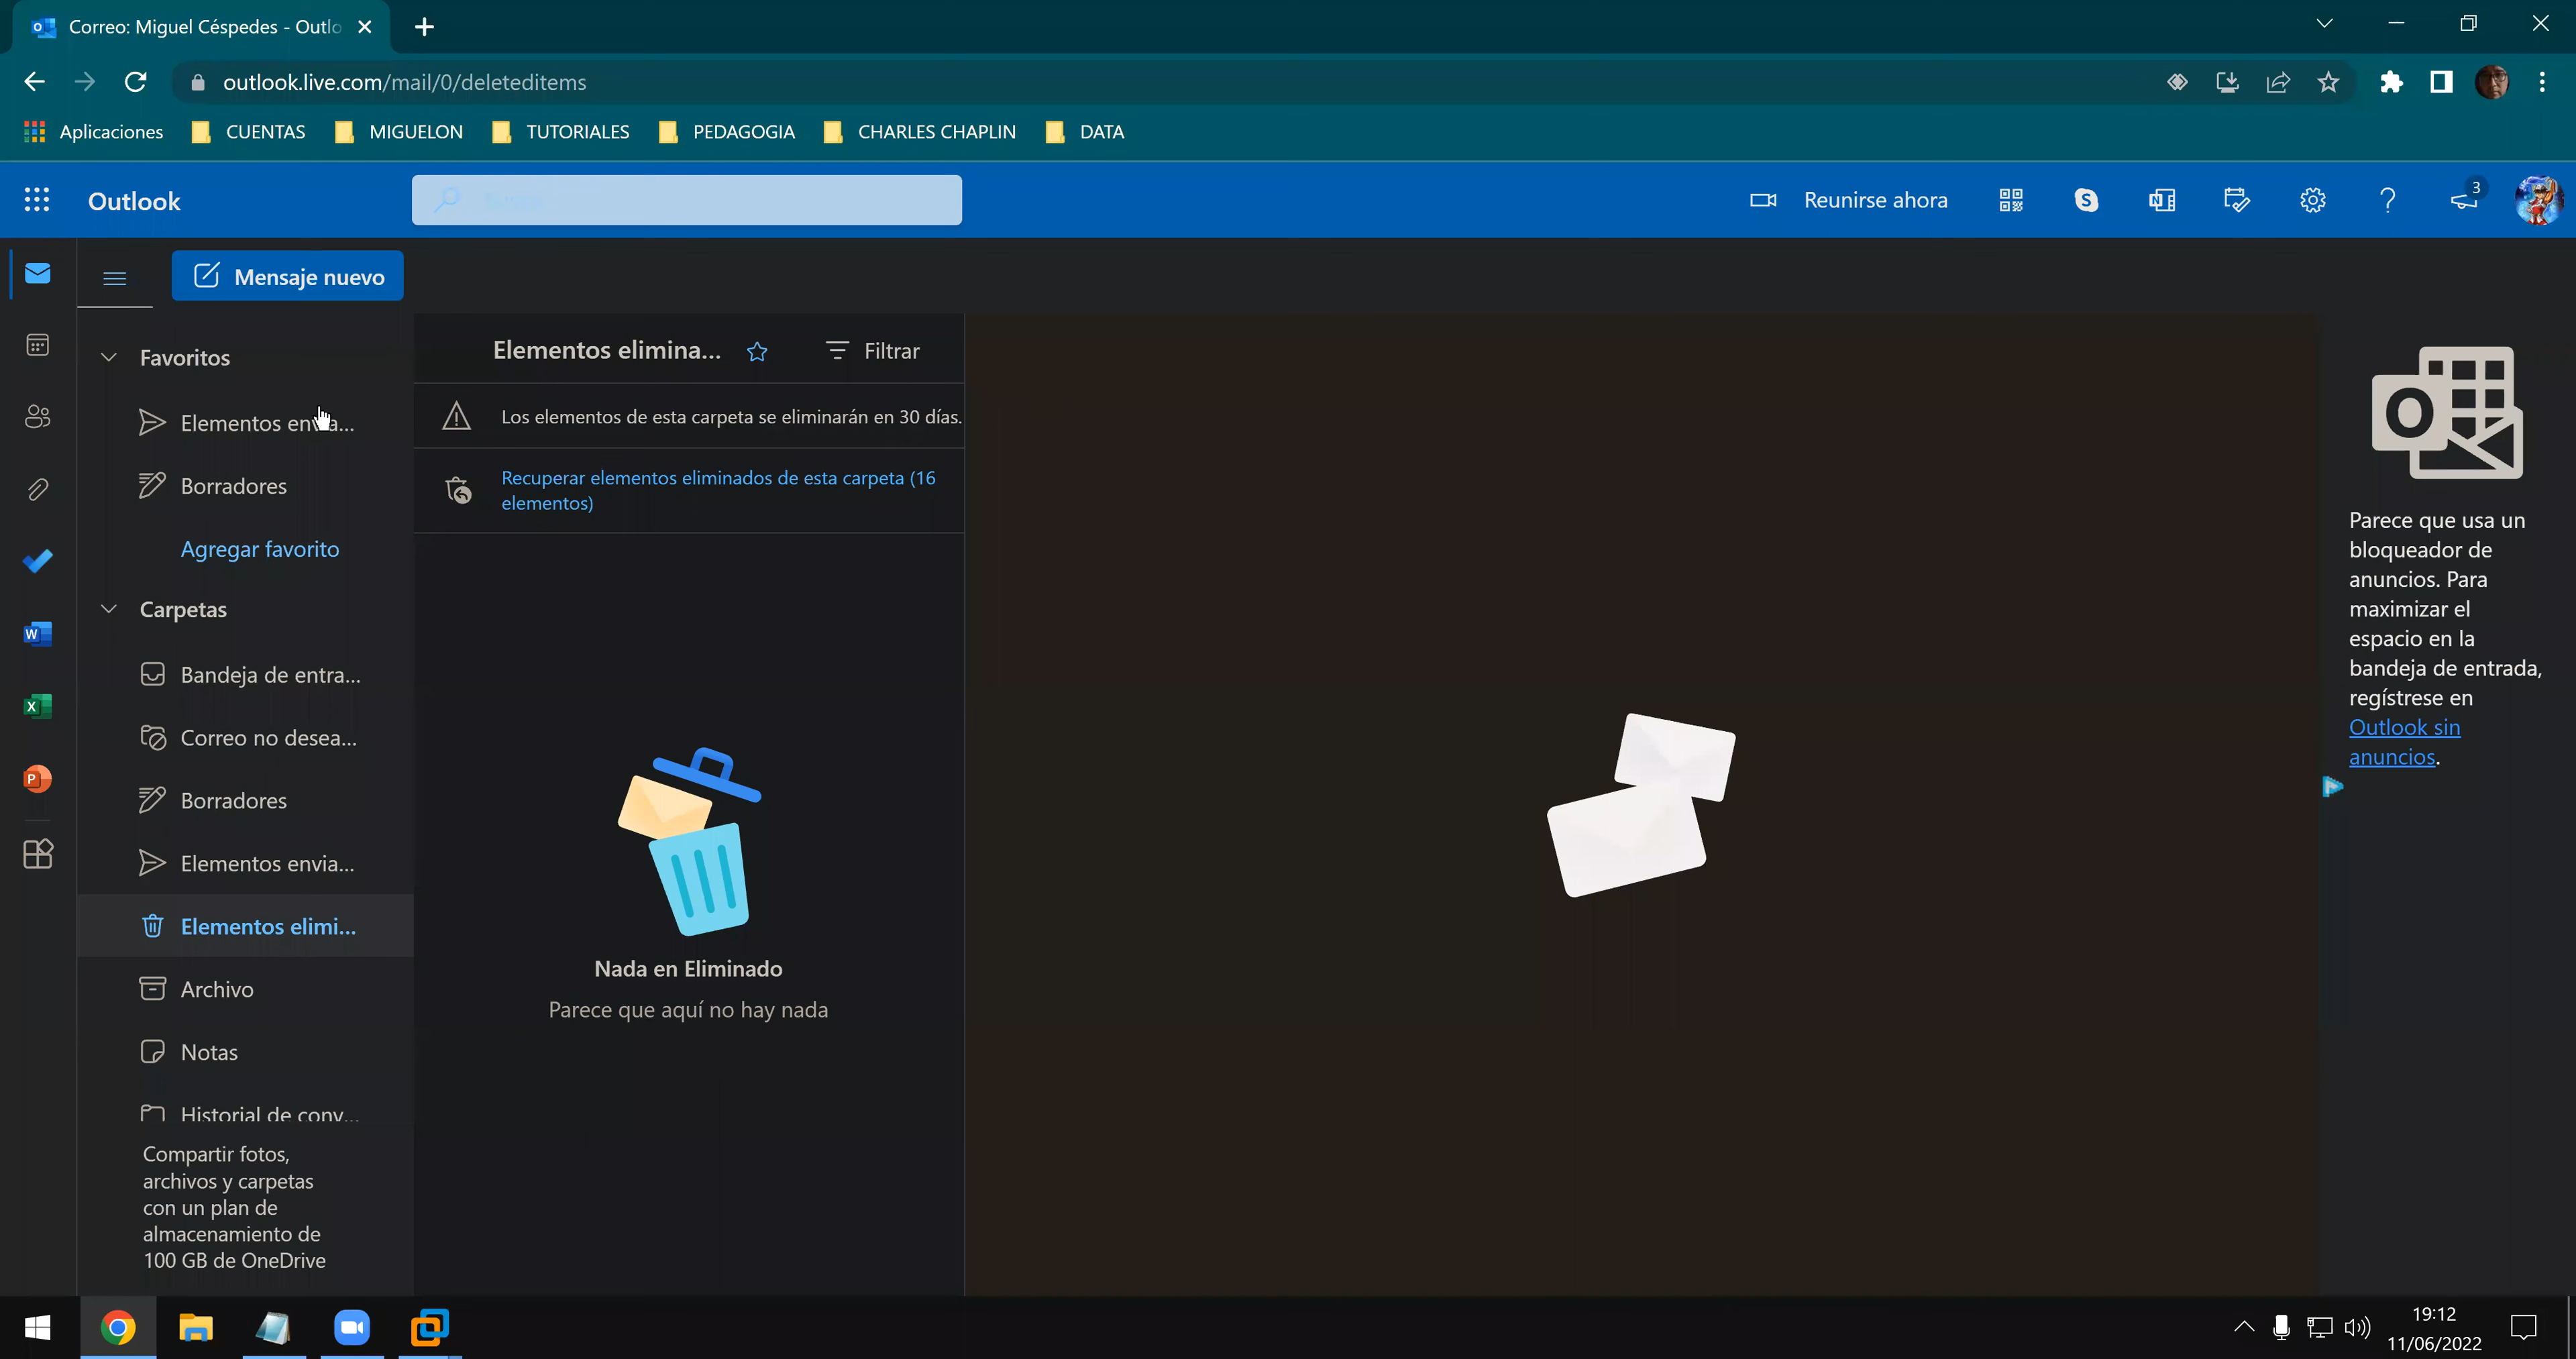 Correo: Miguel Céspedes - Outlo
outlook.live.com/mail/0/deleteditems
Aplicaciones
CUENTAS
MIGUELON
TUTORIALES
PEDAGOGIA
CHARLES CHAPLIN
DATA
Outlook
Reunirse ahora
3
Mensaje nuevo
Favoritos
Elementos envia...
Borradores
Agregar favorito
Carpetas
Bandeja de entra...
Correo no desea...
Borradores
Elementos envia...
Elementos elimi...
Archivo
Notas
Historial de conv...
Compartir fotos,
archivos y carpetas
con un plan de
almacenamiento de
100 GB de OneDrive
Elementos elimina...
Filtrar
Los elementos de esta carpeta se eliminarán en 30 días.
Recuperar elementos eliminados de esta carpeta (16
elementos)
Nada en Eliminado
Parece que aquí no hay nada
Parece que usa un
bloqueador de
anuncios. Para
maximizar el
espacio en la
bandeja de entrada,
regístrese en
Outlook sin
anuncios.
19:12
11/06/2022